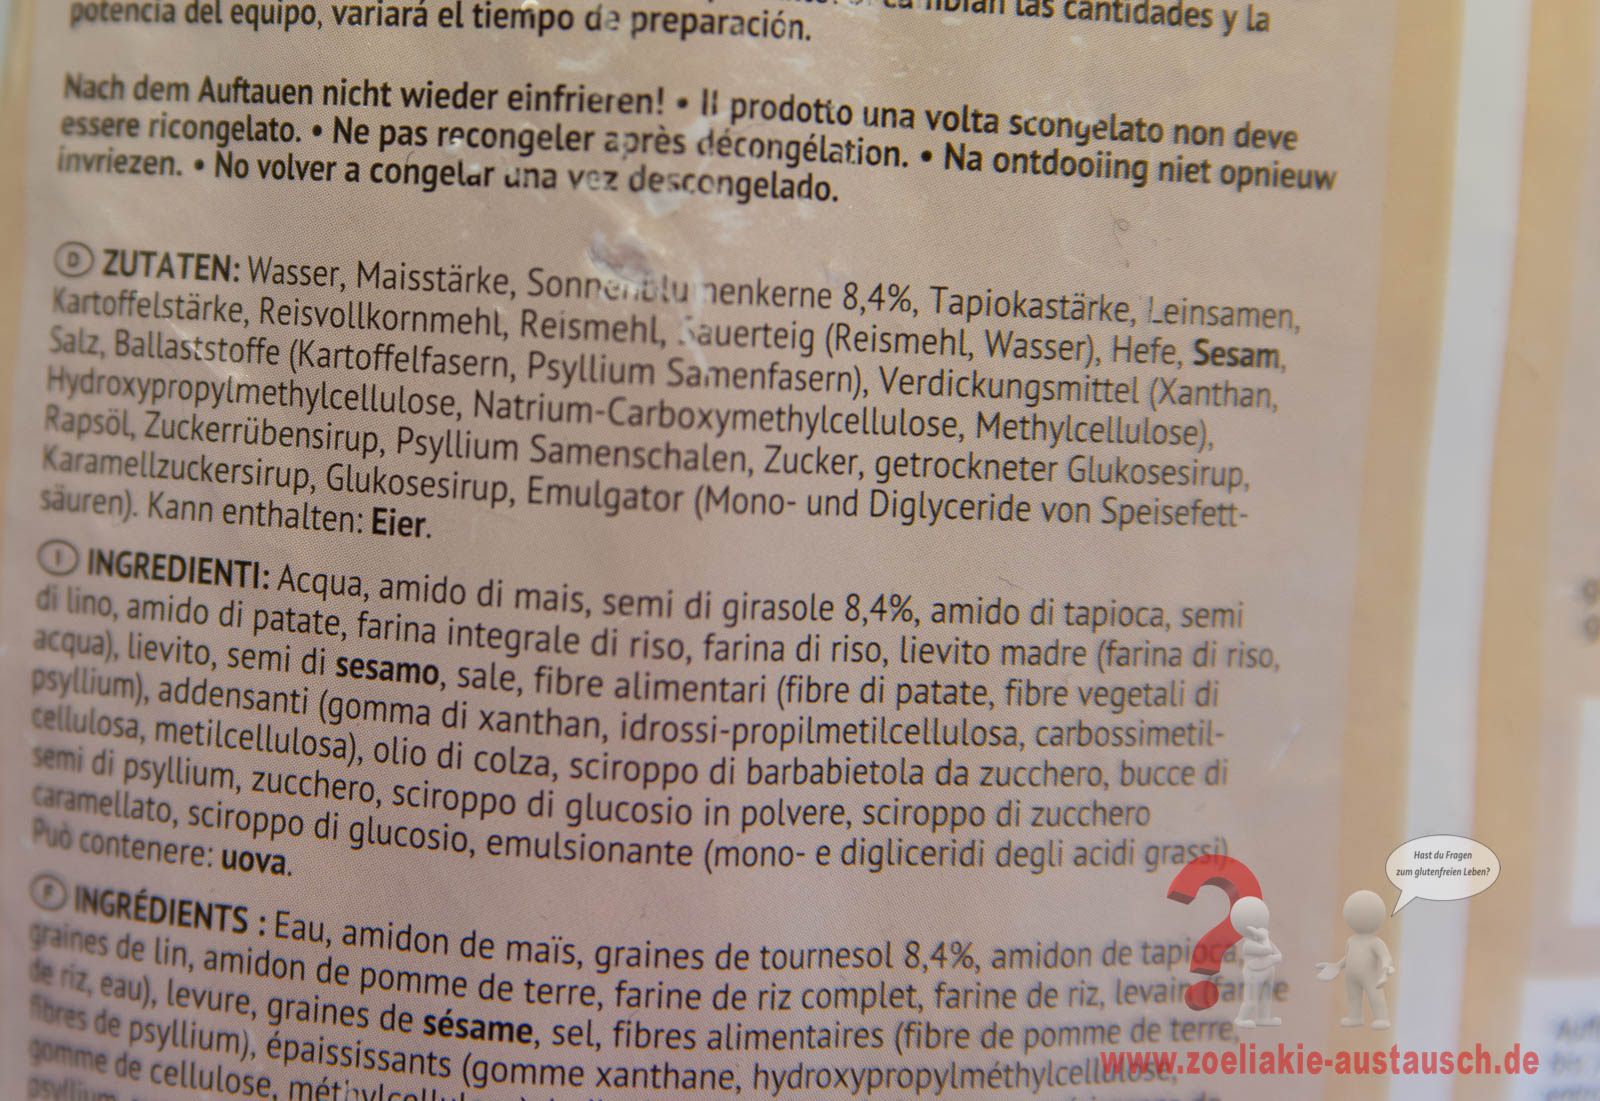 las cantidades y la
potencia del equipo, variará el tiempo de preparación.
Nach dem Auftauen nicht wieder einfrieren! • Il prodotto una volta scongelato non deve
essere ricongelato. • Ne pas recongeler après décongélation. • Na ontdooiing niet opnieuw
invriezen. • No volver a congelar una vez descongelado.
D ZUTATEN: Wasser, Maisstärke, Sonnenblumenkerne 8,4%, Tapiokastärke, Leinsamen,
Kartoffelstärke, Reisvollkornmehl, Reismehl, Sauerteig (Reismehl, Wasser), Hefe, Sesam,
Salz, Ballaststoffe (Kartoffelfasern, Psyllium Samenfasern), Verdickungsmittel (Xanthan,
Hydroxypropylmethylcellulose, Natrium-Carboxymethylcellulose, Methylcellulose),
Rapsöl, Zuckerrübensirup, Psyllium Samenschalen, Zucker, getrockneter Glukosesirup,
Karamellzuckersirup, Glukosesirup, Emulgator (Mono- und Diglyceride von Speisefett-
säuren). Kann enthalten: Eier.
I INGREDIENTI: Acqua, amido di mais, semi di girasole 8,4%, amido di tapioca, semi
di lino, amido di patate, farina integrale di riso, farina di riso, lievito madre (farina di riso,
acqua), lievito, semi di sesamo, sale, fibre alimentari (fibre di patate, fibre vegetali di
psyllium), addensanti (gomma di xanthan, idrossi-propilmetilcellulosa, carbossimetil-
cellulosa, metilcellulosa), olio di colza, sciroppo di barbabietola da zucchero, bucce di
semi di psyllium, zucchero, sciroppo di glucosio in polvere, sciroppo di zucchero
caramellato, sciroppo di glucosio, emulsionante (mono- e digliceridi degli acidi grassi)
Può contenere: uova.
F INGRÉDIENTS : Eau, amidon de maïs, graines de tournesol 8,4%, amidon de tapioca,
graines de lin, amidon de pomme de terre, farine de riz complet, farine de riz, levain (farine
de riz, eau), levure, graines de sésame, sel, fibres alimentaires (fibre de pomme de terre,
fibres de psyllium), épaississants (gomme xanthane, hydroxypropylméthylcellulose,
gomme de cellulose,
Hast du Fragen
zum glutenfreien Leben?
www.zoeliakie-austausch.de